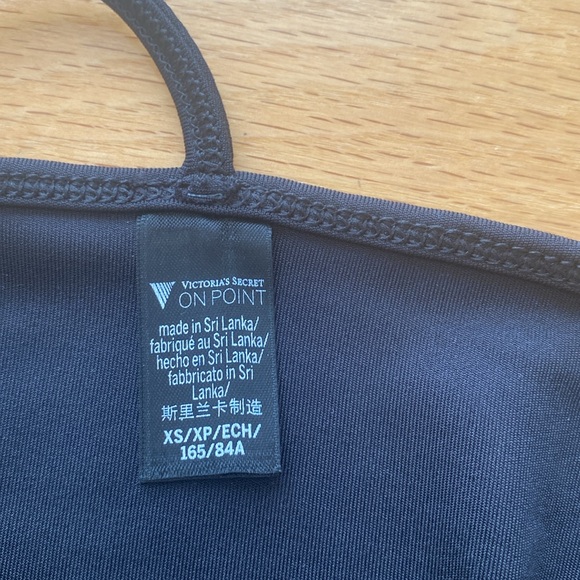 VICTORIA'S SECRET
ON POINT
made in Sri Lanka/
fabriqué au Sri Lanka/
hecho en Sri Lanka/
fabbricato in Sri
Lanka/
斯里兰卡制造
XS/XP/ECH/
165/84A